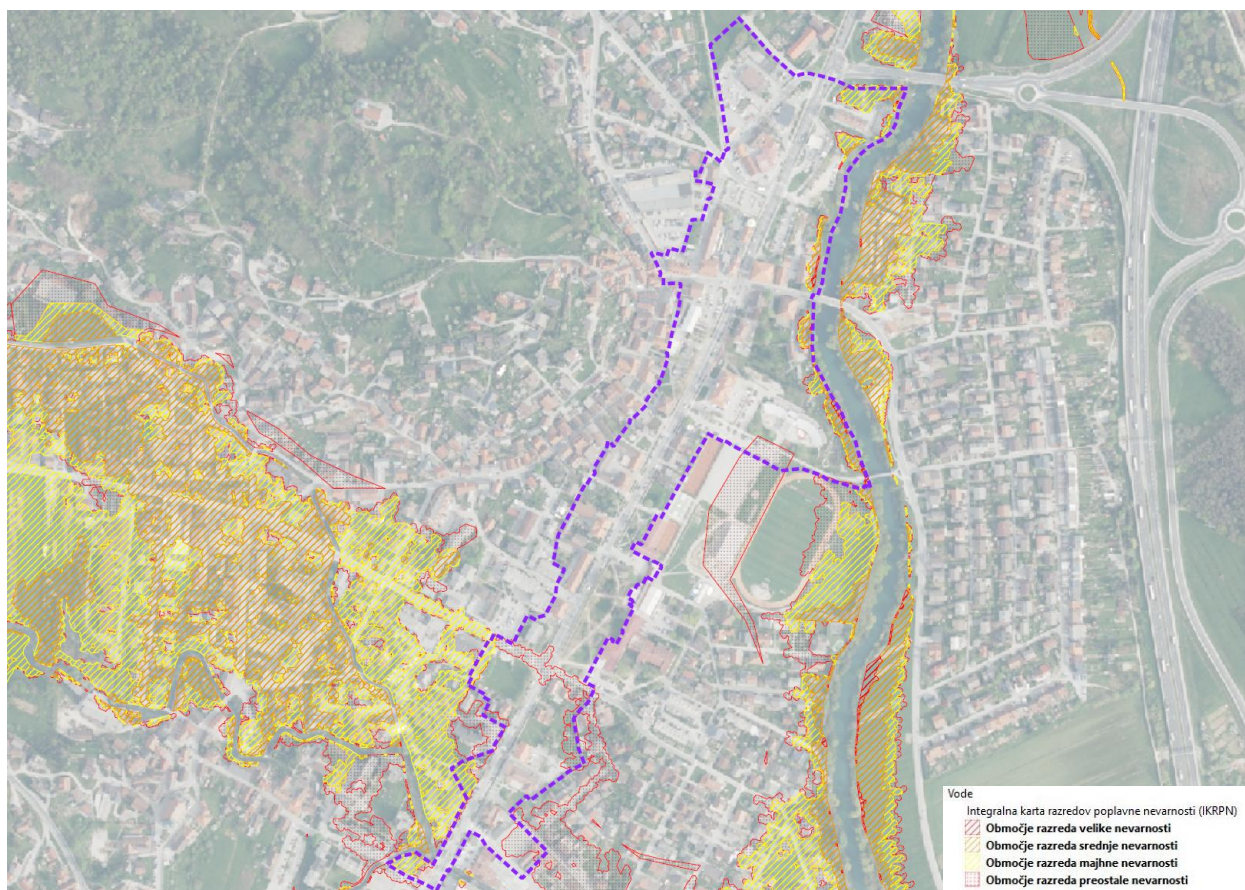 Vode
Integralna karta razredov poplavne nevarnosti (IKRPN)
Območje razreda velike nevarnosti
Območje razreda srednje nevarnosti
Območje razreda majhne nevarnosti
Območje razreda preostale nevarnosti